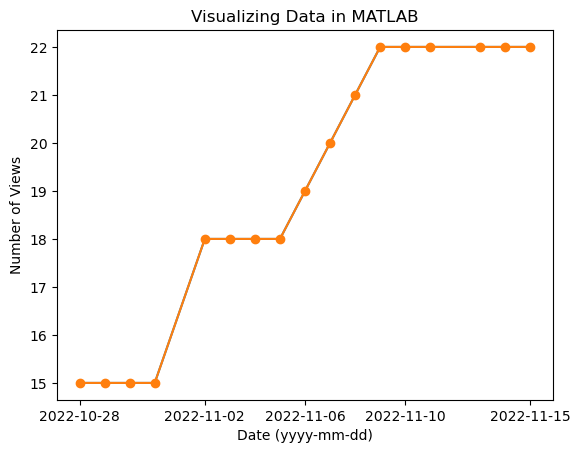 Visualizing Data in MATLAB
Number of Views
22
21
20
19
18
17
16
15
2022-10-28 2022-11-02 2022-11-06 2022-11-10 2022-11-15
Date (yyyy-mm-dd)